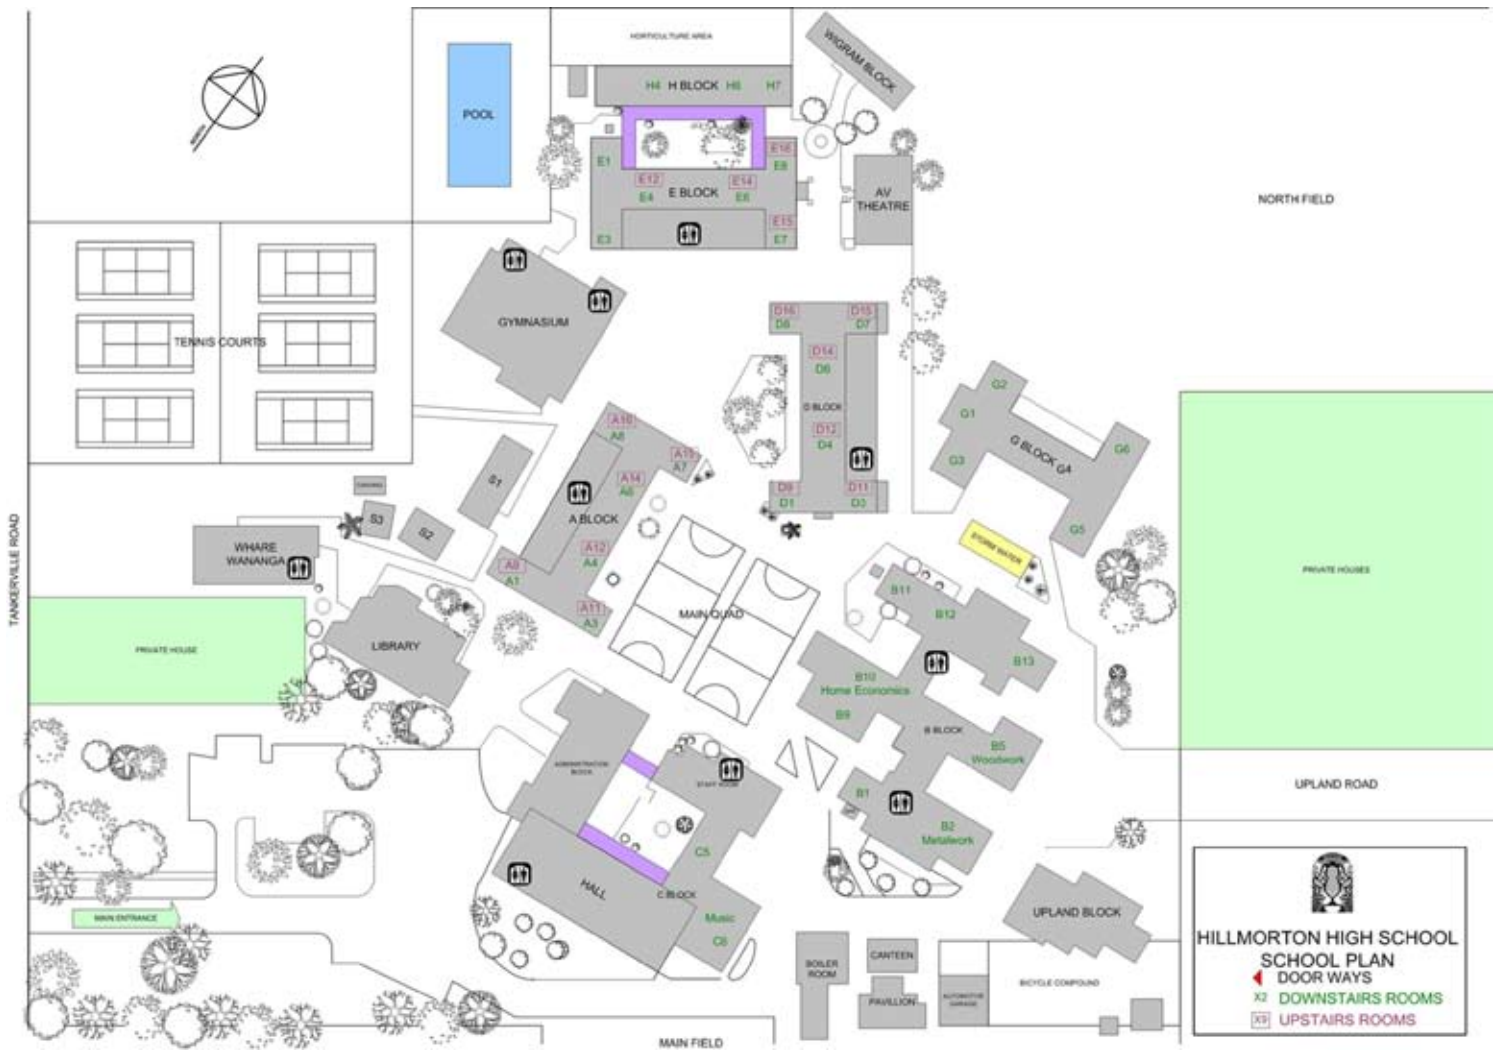 HORTICULTURE AREA
WIGRAM BLOCK
H4 H BLOCK H6 H7
POOL
NORTH
E1
E16
E8
E12
E4
E BLOCK
E14
E6
E15
E7
E3
AV
THEATRE
NORTH FIELD
GYMNASIUM
TENNIS COURTS
D16
D8
D15
D7
D14
D6
D BLOCK
D12
D4
D9
D1
D11
D3
G2
G1
G3
G BLOCK G4
G6
G5
A10
A8
A15
A7
A14
A6
A BLOCK
A12
A4
A9
A1
A11
A3
S1
S2
S3
WHARE
WANANGA
TANKERVILLE ROAD
PRIVATE HOUSE
LIBRARY
MAIN QUAD
STORM WATER
PRIVATE HOUSES
B11
B12
B13
B10
Home Economics
B9
B BLOCK
B5
Woodwork
B1
B2
Metalwork
ADMINISTRATION
BLOCK
STAFF ROOM
C5
C BLOCK
HALL
Music
C6
UPLAND ROAD
MAIN ENTRANCE
UPLAND BLOCK
BOILER
ROOM
CANTEEN
PAVILLION
AUTOMOTIVE
GARAGE
BICYCLE COMPOUND
MAIN FIELD
HILLMORTON HIGH SCHOOL
SCHOOL PLAN
DOOR WAYS
X2 DOWNSTAIRS ROOMS
X9 UPSTAIRS ROOMS